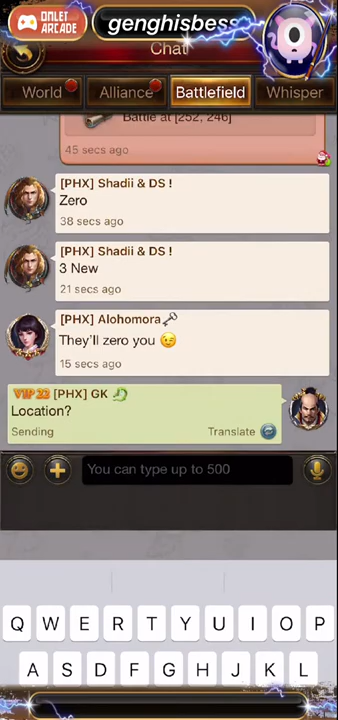 OMLET
ARCADE
genghisbess
Chat
World
Alliance
Battlefield
Whisper
Battle at [252, 246]
45 secs ago
[PHX] Shadii & DS !
Zero
38 secs ago
[PHX] Shadii & DS !
3 New
21 secs ago
[PHX] Alohomora🗝
They'll zero you 😉
15 secs ago
VIP 22 [PHX] GK 🐉
Location?
Sending
Translate
You can type up to 500
Q W E R T Y U I O P
A S D F G H J K L